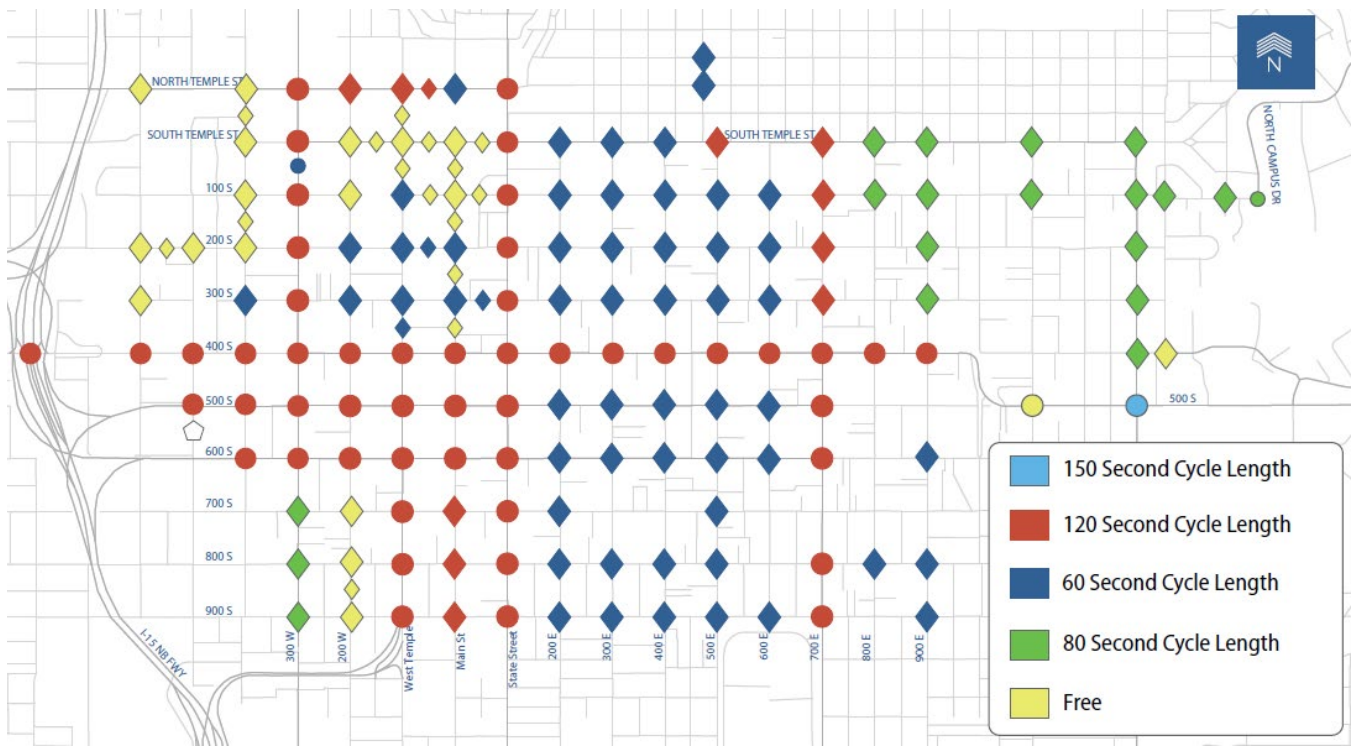 N
NORTH TEMPLE ST
SOUTH TEMPLE ST
SOUTH TEMPLE ST
NORTH CAMPUS DR
100 S
200 S
300 S
400 S
500 S
500 S
600 S
700 S
800 S
900 S
I-15 NB FWY
300 W
200 W
West Temple
Main St
State Street
200 E
300 E
400 E
500 E
600 E
700 E
800 E
900 E
150 Second Cycle Length
120 Second Cycle Length
60 Second Cycle Length
80 Second Cycle Length
Free